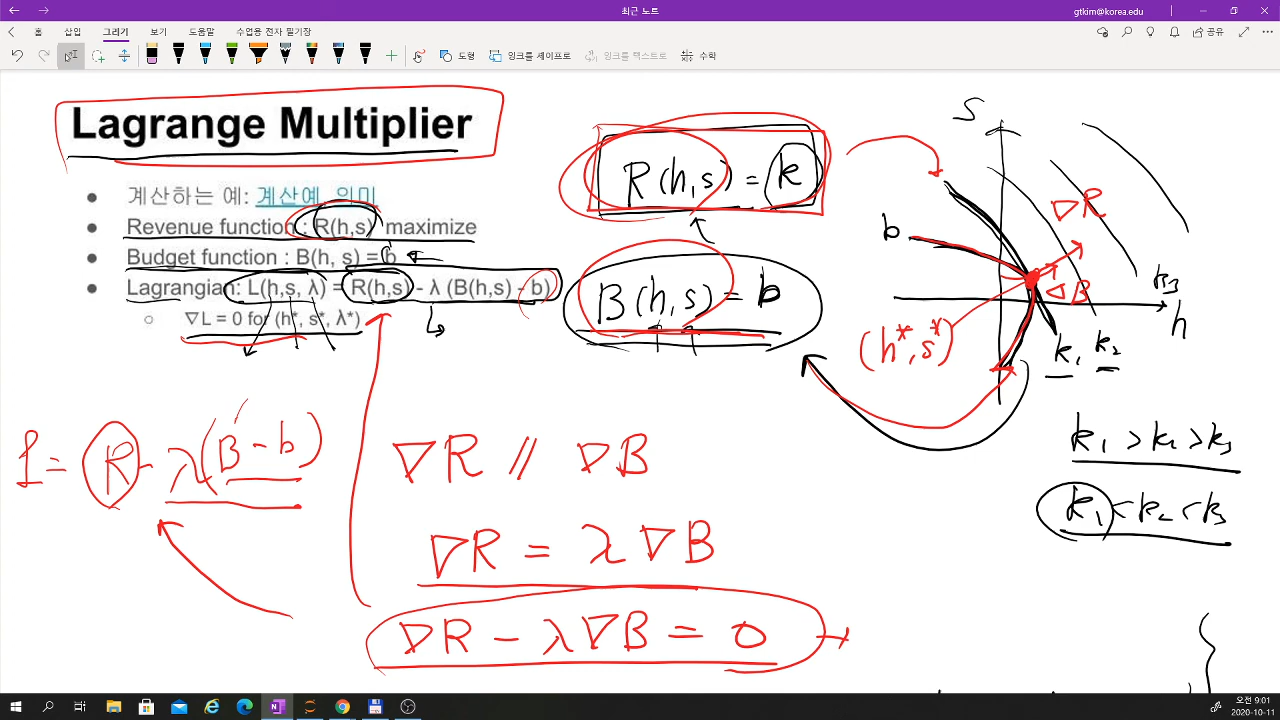 최근 노트
gtkim@korea.edu
홈 삽입 그리기 보기 도움말 수업용 자필 필기장
공유
도형 잉크를 셰이프로 잉크를 텍스트로 수학
Lagrange Multiplier
계산하는 예: 계산예, 의미
Revenue function : R(h,s) maximize
Budget function : B(h, s) = b
Lagrangian: L(h,s, λ) = R(h,s) - λ (B(h,s) - b)
∇L = 0 for (h*, s*, λ*)
R(h,s) = k
B(h,s) = b
S
b
∇R
∇B
k3
h
(h*, s*)
k1 k2
k1 > k2 > k3
k1 < k2 < k3
L = R - λ(B - b)
∇R // ∇B
∇R = λ∇B
∇R - λ∇B = 0
오전 9:01
2020-10-11